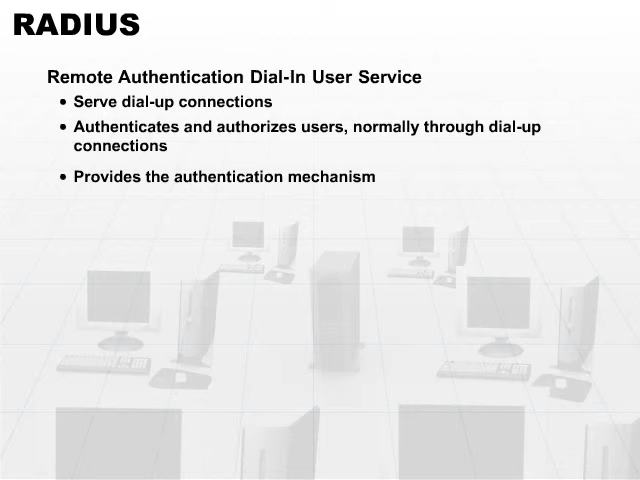 RADIUS
Remote Authentication Dial-In User Service
• Serve dial-up connections
• Authenticates and authorizes users, normally through dial-up
connections
• Provides the authentication mechanism